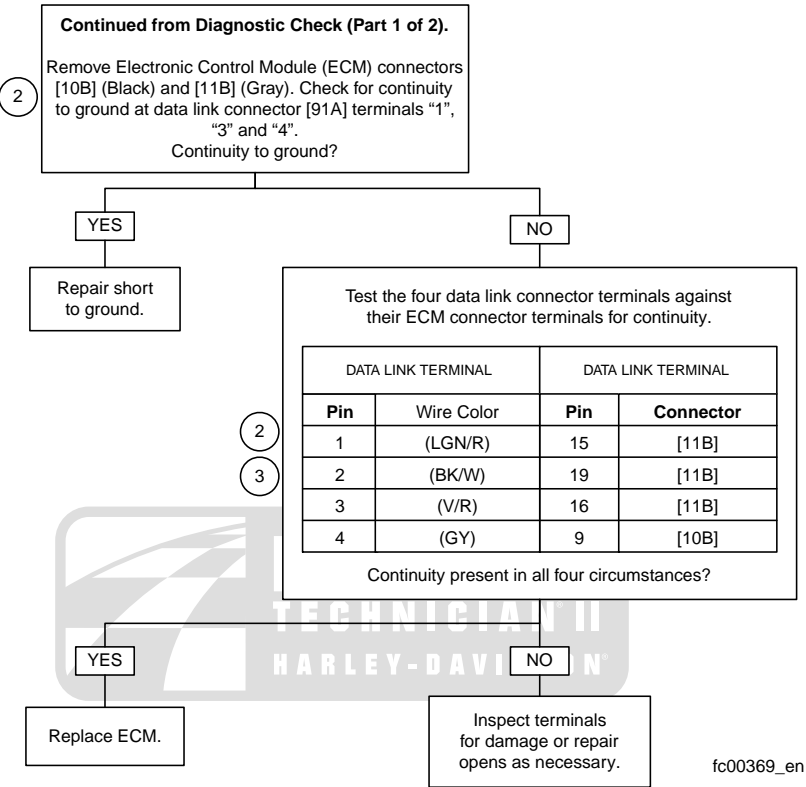 Continued from Diagnostic Check (Part 1 of 2).
Remove Electronic Control Module (ECM) connectors
[10B] (Black) and [11B] (Gray). Check for continuity
to ground at data link connector [91A] terminals “1”,
“3” and “4”.
Continuity to ground?
2
YES
NO
Repair short
to ground.
Test the four data link connector terminals against
their ECM connector terminals for continuity.
DATA LINK TERMINAL DATA LINK TERMINAL
Pin Wire Color Pin Connector
2
1 (LGN/R) 15 [11B]
3
2 (BK/W) 19 [11B]
3 (V/R) 16 [11B]
4 (GY) 9 [10B]
Continuity present in all four circumstances?
TECHNICIAN II
HARLEY-DAVI N®
YES
NO
Replace ECM.
Inspect terminals
for damage or repair
opens as necessary.
fc00369_en